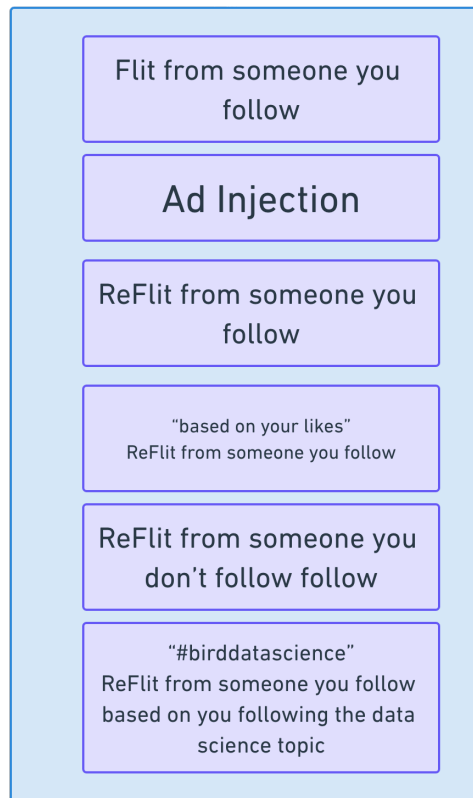 Flit from someone you
follow
Ad Injection
ReFlit from someone you
follow
“based on your likes”
ReFlit from someone you follow
ReFlit from someone you
don’t follow follow
“#birddatascience”
ReFlit from someone you follow
based on you following the data
science topic